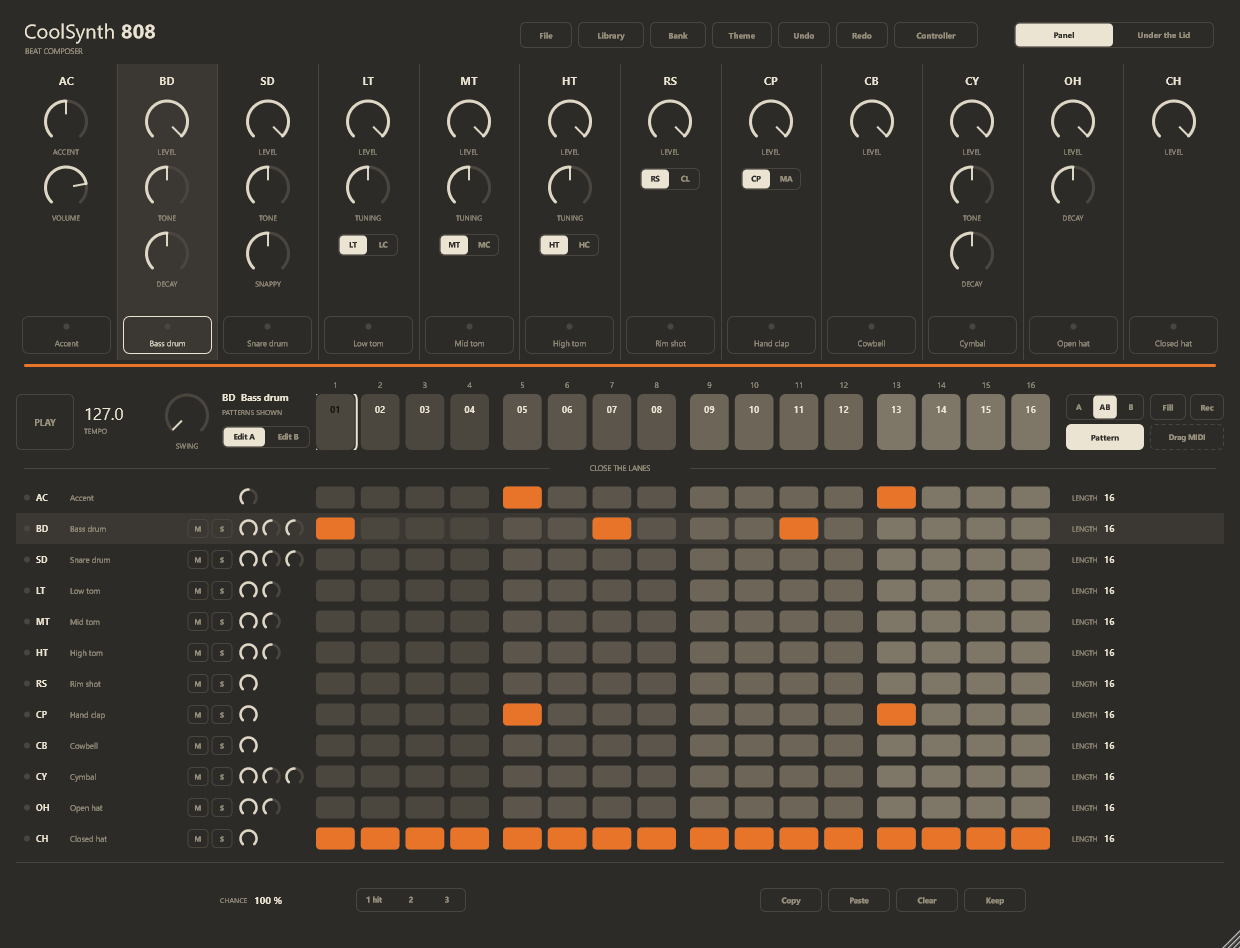 CoolSynth 808
BEAT COMPOSER
File Library Bank Theme Undo Redo Controller Panel Under the Lid
AC BD SD LT MT HT RS CP CB CY OH CH
ACCENT LEVEL LEVEL LEVEL LEVEL LEVEL LEVEL LEVEL LEVEL LEVEL LEVEL LEVEL
RS CL CP MA
VOLUME TONE TONE TUNING TUNING TUNING TONE DECAY
LT LC MT MC HT HC
DECAY SNAPPY DECAY
Accent Bass drum Snare drum Low tom Mid tom High tom Rim shot Hand clap Cowbell Cymbal Open hat Closed hat
1 2 3 4 5 6 7 8 9 10 11 12 13 14 15 16
PLAY 127.0 TEMPO SWING
BD Bass drum
PATTERNS SHOWN
Edit A Edit B
01 02 03 04 05 06 07 08 09 10 11 12 13 14 15 16
A AB B Fill Rec
Pattern Drag MIDI
CLOSE THE LANES
AC Accent LENGTH 16
BD Bass drum M S LENGTH 16
SD Snare drum M S LENGTH 16
LT Low tom M S LENGTH 16
MT Mid tom M S LENGTH 16
HT High tom M S LENGTH 16
RS Rim shot M S LENGTH 16
CP Hand clap M S LENGTH 16
CB Cowbell M S LENGTH 16
CY Cymbal M S LENGTH 16
OH Open hat M S LENGTH 16
CH Closed hat M S LENGTH 16
CHANCE 100 % 1 hit 2 3 Copy Paste Clear Keep